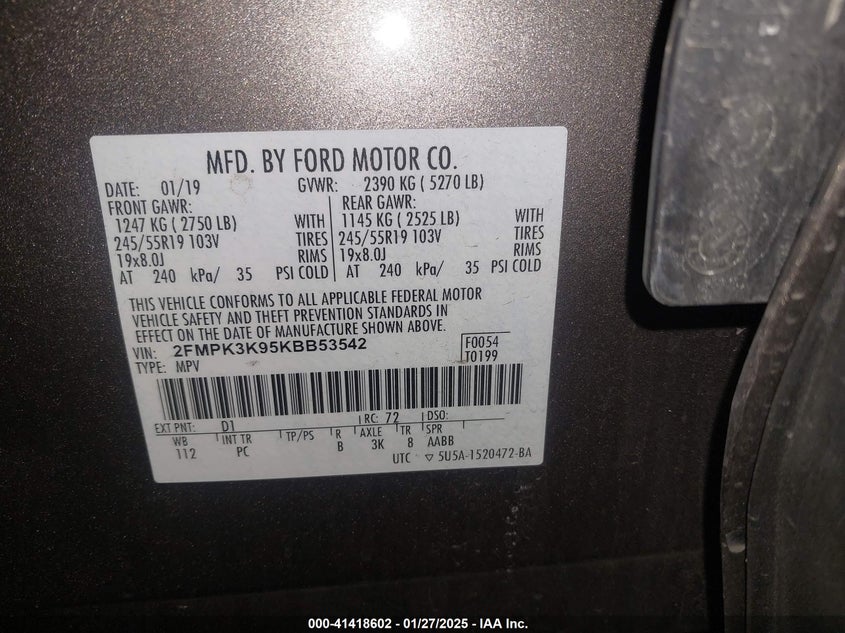 MFD. BY FORD MOTOR CO.
DATE: 01/19 GVWR: 2390 KG ( 5270 LB)
FRONT GAWR: REAR GAWR:
1247 KG ( 2750 LB) WITH 1145 KG ( 2525 LB) WITH
245/55R19 103V TIRES 245/55R19 103V TIRES
19x8.0J RIMS 19x8.0J RIMS
AT 240 kPa/ 35 PSI COLD AT 240 kPa/ 35 PSI COLD
THIS VEHICLE CONFORMS TO ALL APPLICABLE FEDERAL MOTOR
VEHICLE SAFETY AND THEFT PREVENTION STANDARDS IN
EFFECT ON THE DATE OF MANUFACTURE SHOWN ABOVE.
VIN: 2FMPK3K95KBB53542 F0054
TYPE: MPV T0199
EXT PNT: D1 RC: 72 DSO:
WB INT TR TP/PS R AXLE TR SPR
112 PC B 3K 8 AABB
UTC ▽ 5U5A-1520472-BA
000-41418602 - 01/27/2025 - IAA Inc.